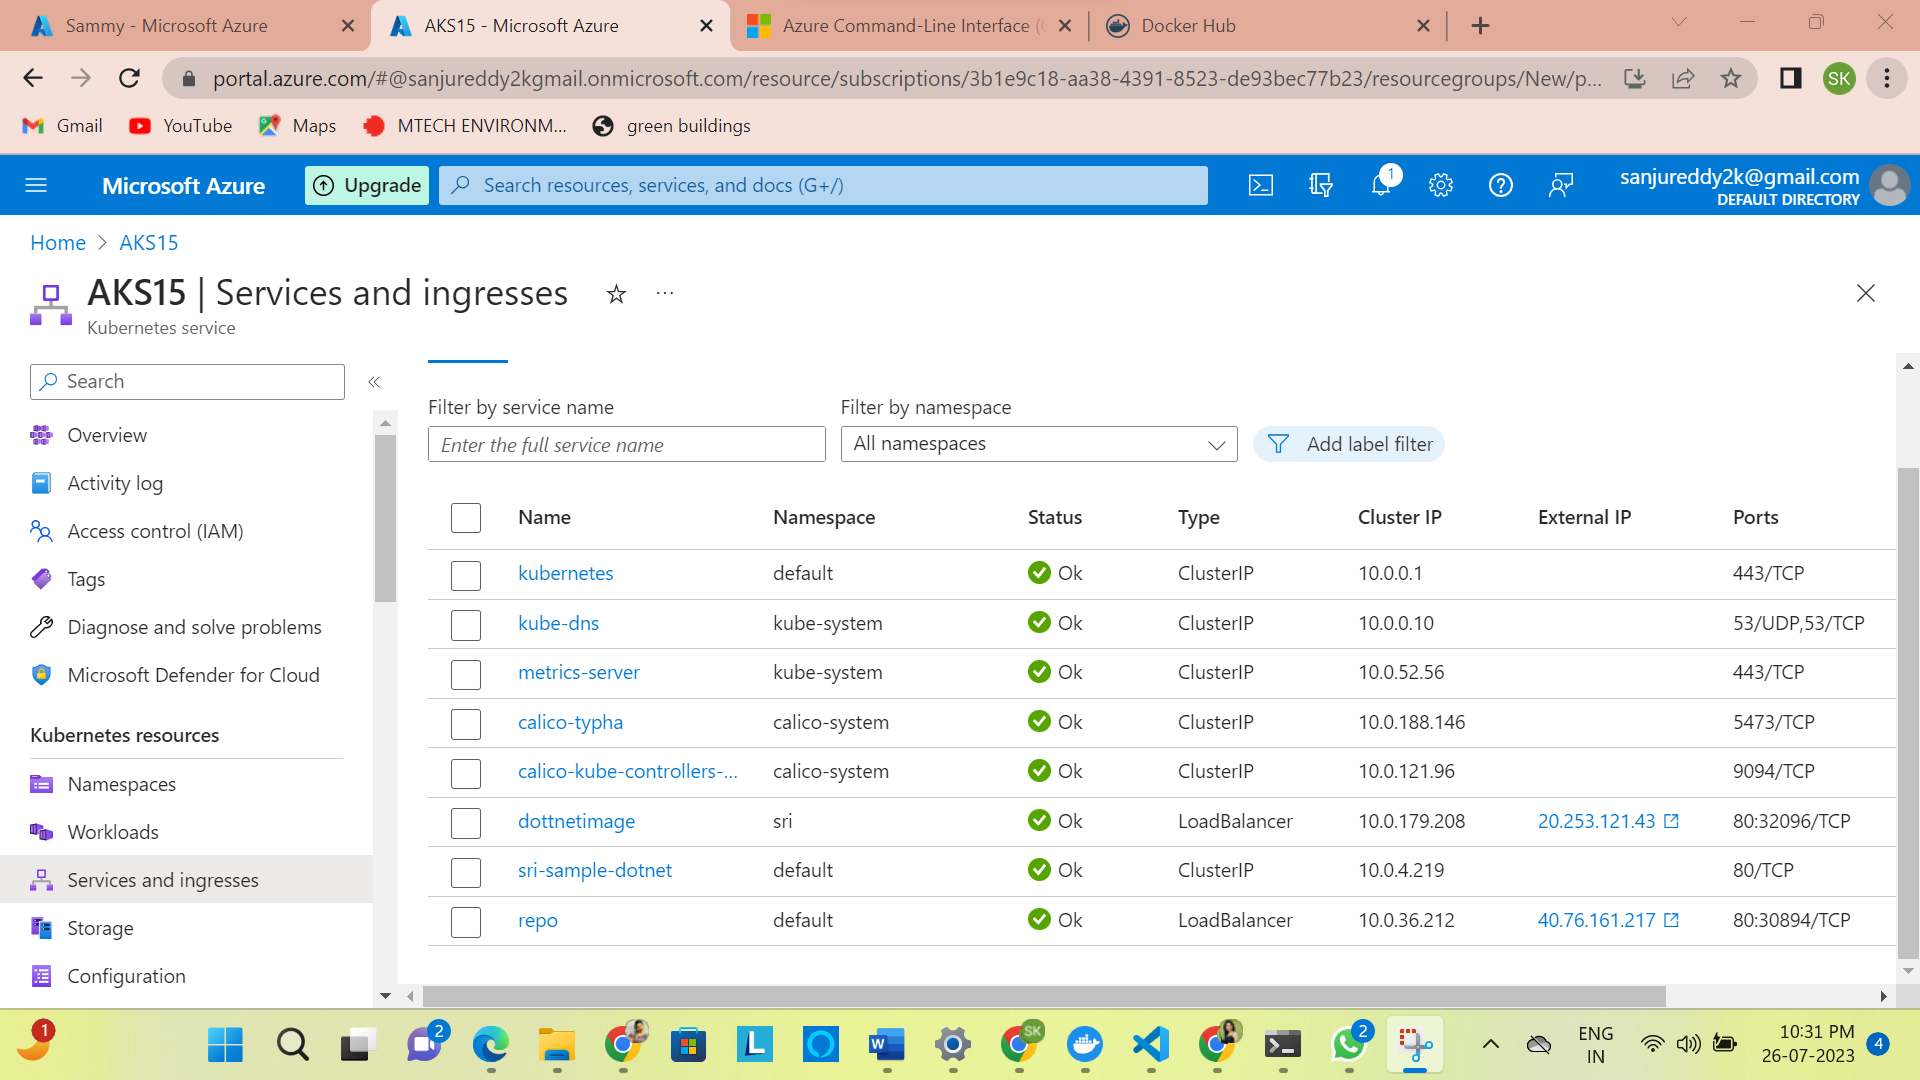 Sammy - Microsoft Azure
AKS15 - Microsoft Azure
Azure Command-Line Interface (
Docker Hub
portal.azure.com/#@sanjureddy2kgmail.onmicrosoft.com/resource/subscriptions/3b1e9c18-aa38-4391-8523-de93bec77b23/resourcegroups/New/p...
SK
Gmail
YouTube
Maps
MTECH ENVIRONM...
green buildings
Microsoft Azure
Upgrade
Search resources, services, and docs (G+/)
1
sanjureddy2k@gmail.com
DEFAULT DIRECTORY
Home > AKS15
AKS15 | Services and ingresses
Kubernetes service
Search
Overview
Activity log
Access control (IAM)
Tags
Diagnose and solve problems
Microsoft Defender for Cloud
Kubernetes resources
Namespaces
Workloads
Services and ingresses
Storage
Configuration
Filter by service name
Enter the full service name
Filter by namespace
All namespaces
Add label filter
Name Namespace Status Type Cluster IP External IP Ports
kubernetes default Ok ClusterIP 10.0.0.1 443/TCP
kube-dns kube-system Ok ClusterIP 10.0.0.10 53/UDP,53/TCP
metrics-server kube-system Ok ClusterIP 10.0.52.56 443/TCP
calico-typha calico-system Ok ClusterIP 10.0.188.146 5473/TCP
calico-kube-controllers-... calico-system Ok ClusterIP 10.0.121.96 9094/TCP
dottnetimage sri Ok LoadBalancer 10.0.179.208 20.253.121.43 80:32096/TCP
sri-sample-dotnet default Ok ClusterIP 10.0.4.219 80/TCP
repo default Ok LoadBalancer 10.0.36.212 40.76.161.217 80:30894/TCP
1
2
L
W
SK
2
ENG
IN
10:31 PM
26-07-2023
4